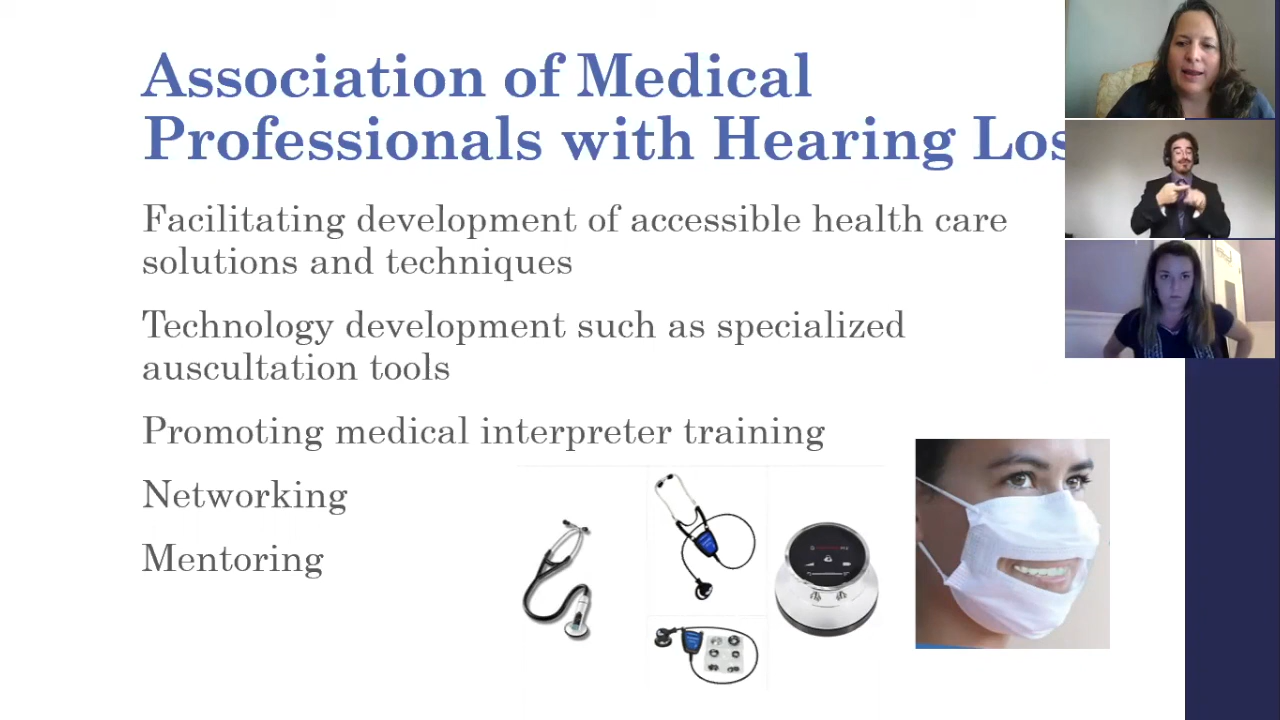 Association of Medical
Professionals with Hearing Los
Facilitating development of accessible health care
solutions and techniques
Technology development such as specialized
auscultation tools
Promoting medical interpreter training
Networking
Mentoring